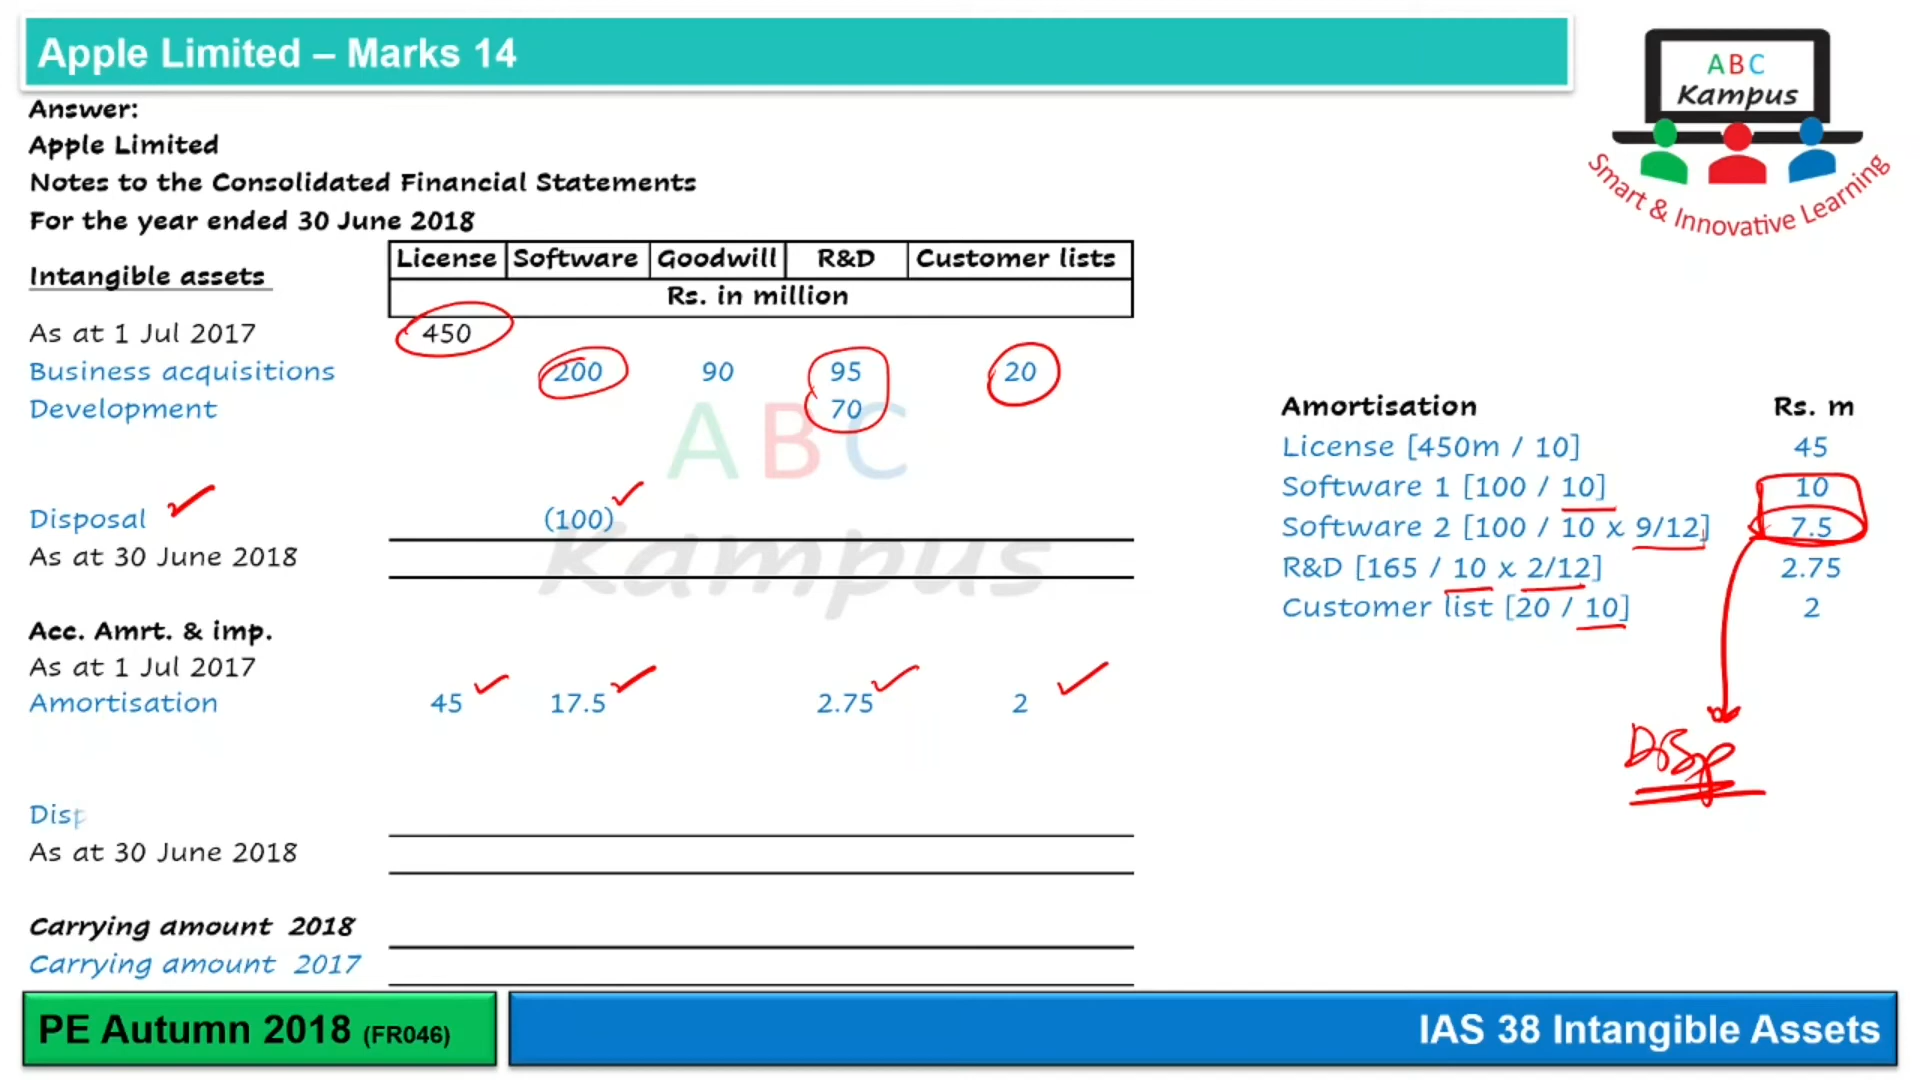 Apple Limited – Marks 14
ABC
Kampus
Smart & Innovative Learning
Answer:
Apple Limited
Notes to the Consolidated Financial Statements
For the year ended 30 June 2018
Intangible assets
License Software Goodwill R&D Customer lists
Rs. in million
As at 1 Jul 2017 450
Business acquisitions 200 90 95 20
Development 70
Disposal (100)
As at 30 June 2018
Acc. Amrt. & imp.
As at 1 Jul 2017
Amortisation 45 17.5 2.75 2
Disp
As at 30 June 2018
Carrying amount 2018
Carrying amount 2017
Amortisation Rs. m
License [450m / 10] 45
Software 1 [100 / 10] 10
Software 2 [100 / 10 x 9/12] 7.5
R&D [165 / 10 x 2/12] 2.75
Customer list [20 / 10] 2
Disp
ABC
Kampus
PE Autumn 2018 (FR046)
IAS 38 Intangible Assets